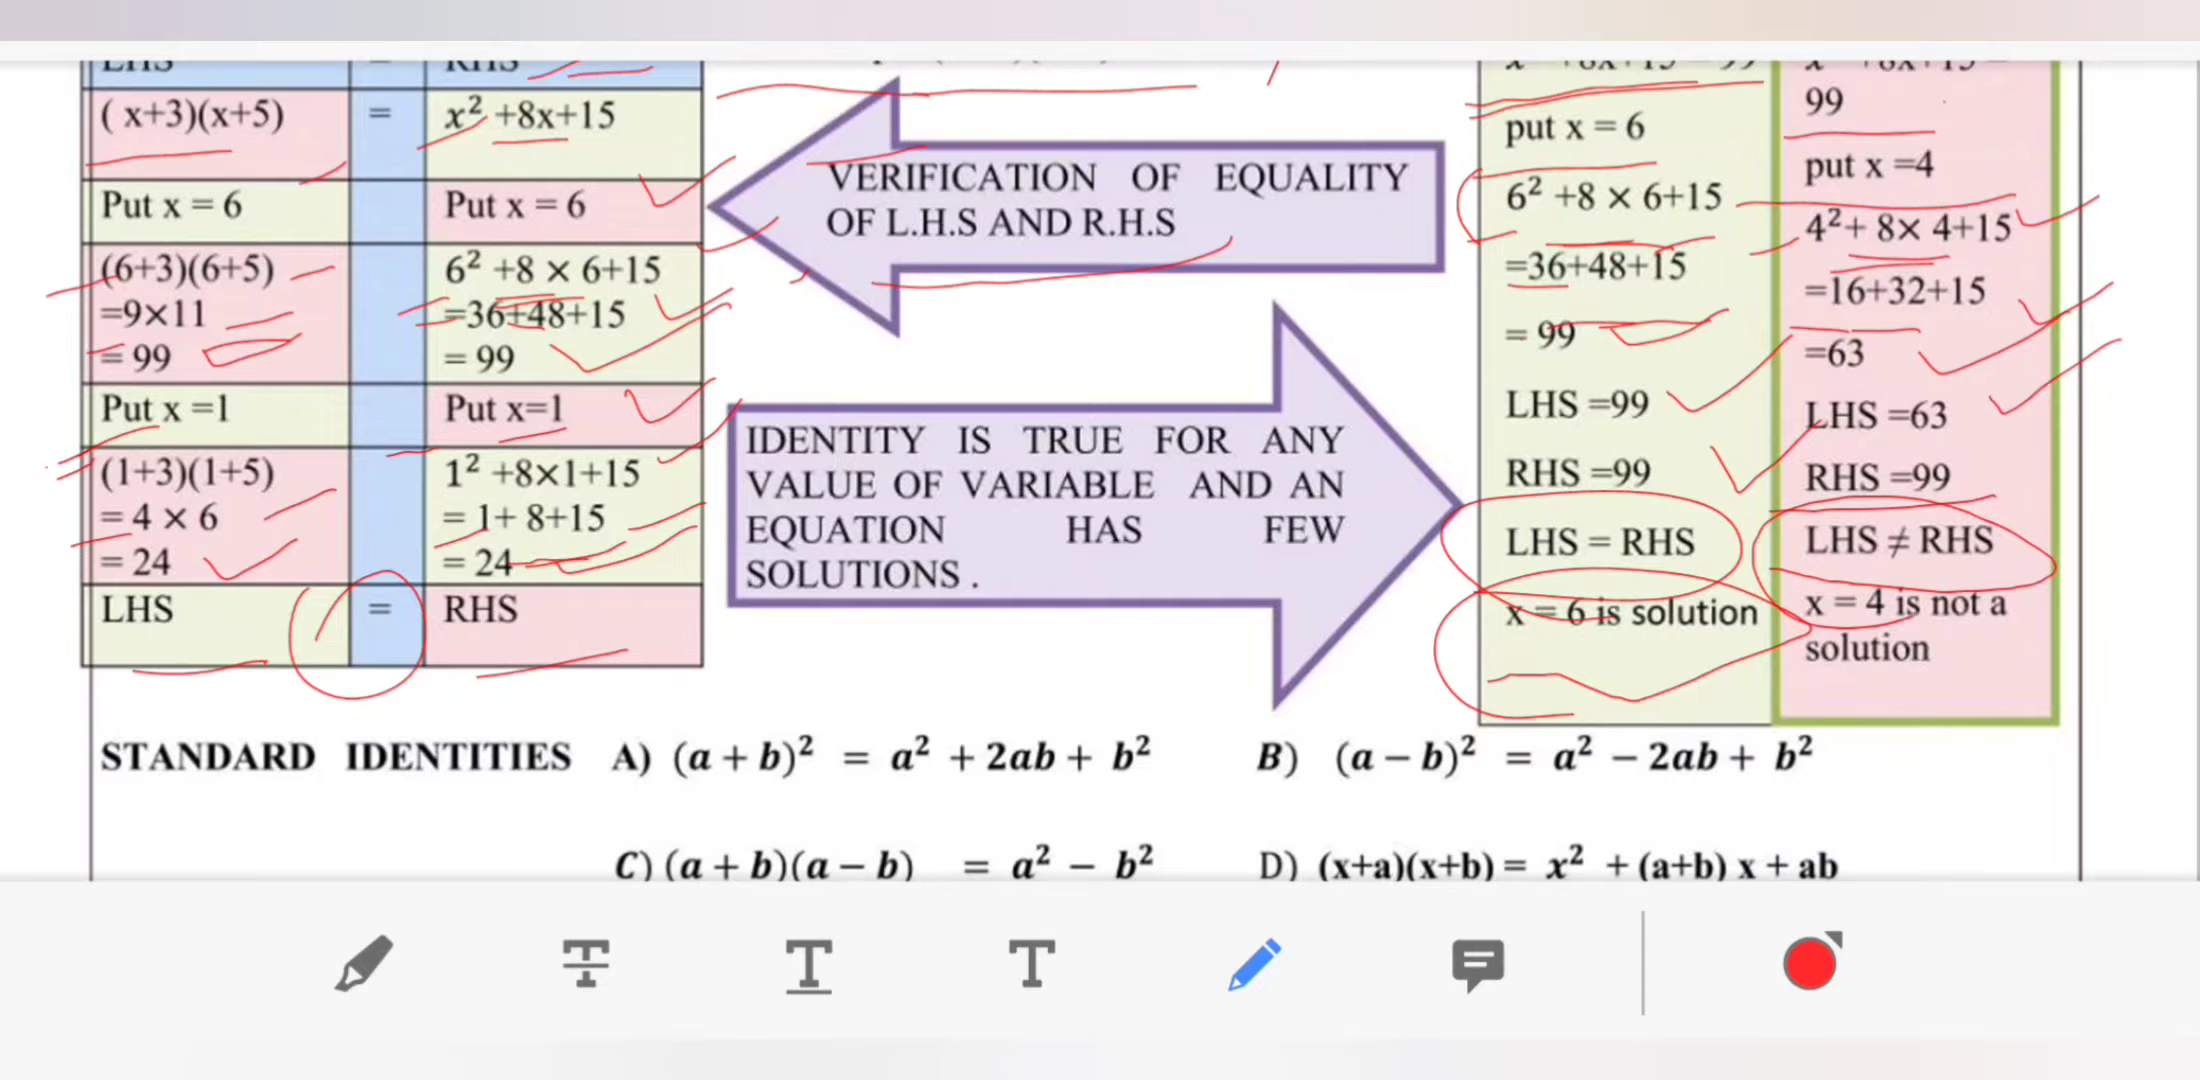 LHS = RHS
( x+3)(x+5) = x² +8x+15
Put x = 6 Put x = 6
(6+3)(6+5) 6² +8 × 6+15
=9×11 =36+48+15
= 99 = 99
Put x =1 Put x=1
(1+3)(1+5) 1² +8×1+15
= 4 × 6 = 1+ 8+15
= 24 = 24
LHS = RHS
VERIFICATION OF EQUALITY
OF L.H.S AND R.H.S
IDENTITY IS TRUE FOR ANY
VALUE OF VARIABLE AND AN
EQUATION HAS FEW
SOLUTIONS .
put x = 6
6² +8 × 6+15
=36+48+15
= 99
LHS =99
RHS =99
LHS = RHS
x = 6 is solution
99
put x =4
4²+ 8× 4+15
=16+32+15
=63
LHS =63
RHS =99
LHS ≠ RHS
x = 4 is not a
solution
STANDARD IDENTITIES A) (a + b)² = a² + 2ab + b² B) (a − b)² = a² − 2ab + b²
C) (a + b)(a − b) = a² − b² D) (x+a)(x+b) = x² + (a+b) x + ab